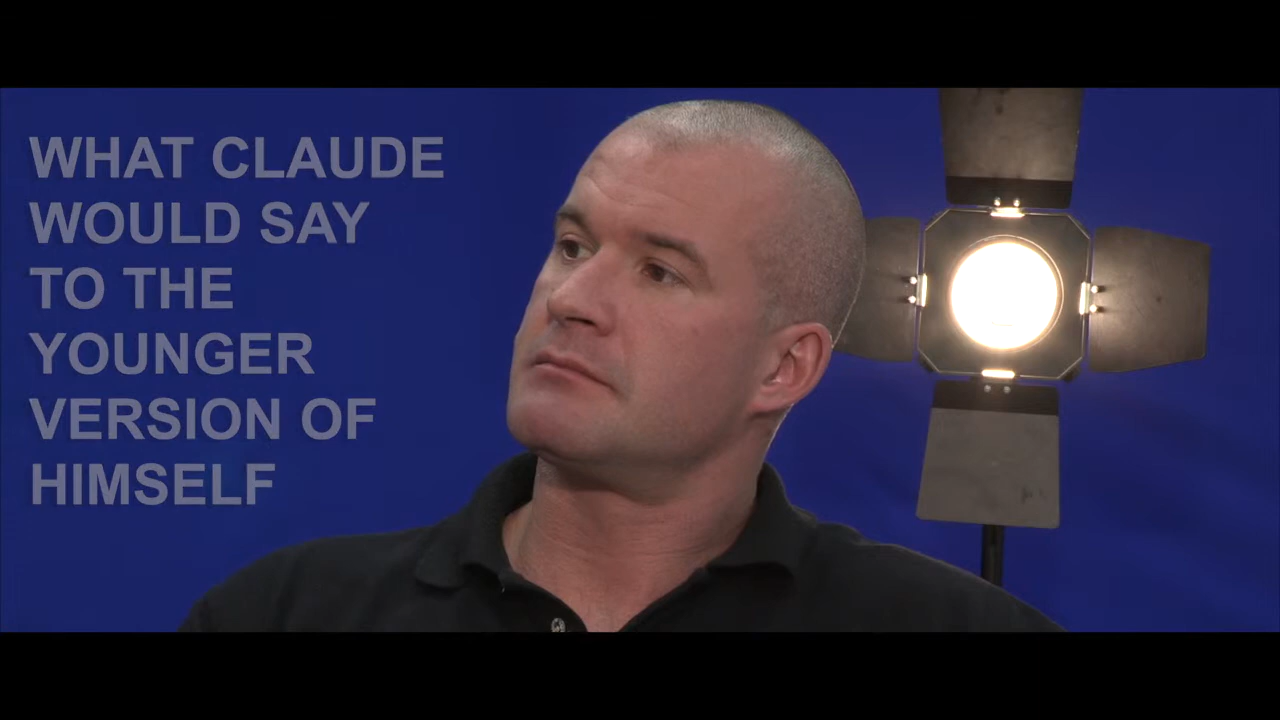 WHAT CLAUDE
WOULD SAY
TO THE
YOUNGER
VERSION OF
HIMSELF